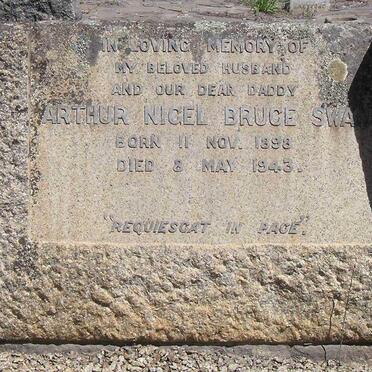 IN LOVING MEMORY OF
MY BELOVED HUSBAND
AND OUR DEAR DADDY
ARTHUR NIGEL BRUCE SWA
BORN 11 NOV. 1898
DIED 8 MAY 1943.
"REQUIESCAT IN PACE".